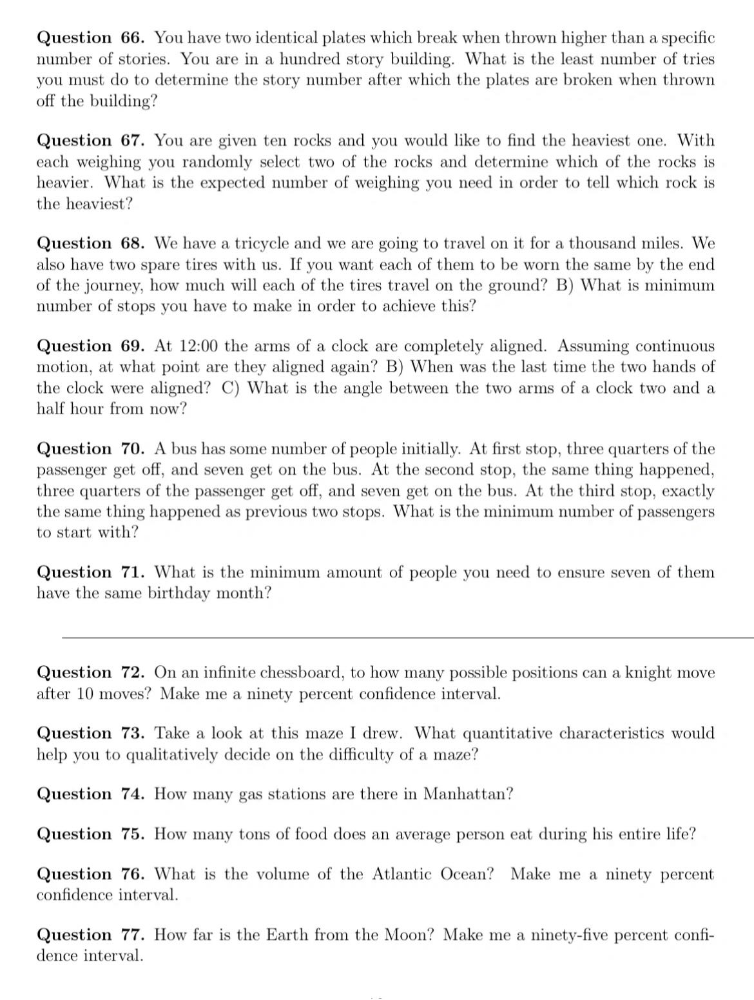 Question 66. You have two identical plates which break when thrown higher than a specific
number of stories. You are in a hundred story building. What is the least number of tries
you must do to determine the story number after which the plates are broken when thrown
off the building?
Question 67. You are given ten rocks and you would like to find the heaviest one. With
each weighing you randomly select two of the rocks and determine which of the rocks is
heavier. What is the expected number of weighing you need in order to tell which rock is
the heaviest?
Question 68. We have a tricycle and we are going to travel on it for a thousand miles. We
also have two spare tires with us. If you want each of them to be worn the same by the end
of the journey, how much will each of the tires travel on the ground? B) What is minimum
number of stops you have to make in order to achieve this?
Question 69. At 12:00 the arms of a clock are completely aligned. Assuming continuous
motion, at what point are they aligned again? B) When was the last time the two hands of
the clock were aligned? C) What is the angle between the two arms of a clock two and a
half hour from now?
Question 70. A bus has some number of people initially. At first stop, three quarters of the
passenger get off, and seven get on the bus. At the second stop, the same thing happened,
three quarters of the passenger get off, and seven get on the bus. At the third stop, exactly
the same thing happened as previous two stops. What is the minimum number of passengers
to start with?
Question 71. What is the minimum amount of people you need to ensure seven of them
have the same birthday month?
Question 72. On an infinite chessboard, to how many possible positions can a knight move
after 10 moves? Make me a ninety percent confidence interval.
Question 73. Take a look at this maze I drew. What quantitative characteristics would
help you to qualitatively decide on the difficulty of a maze?
Question 74. How many gas stations are there in Manhattan?
Question 75. How many tons of food does an average person eat during his entire life?
Question 76. What is the volume of the Atlantic Ocean? Make me a ninety percent
confidence interval.
Question 77. How far is the Earth from the Moon? Make me a ninety-five percent confi-
dence interval.